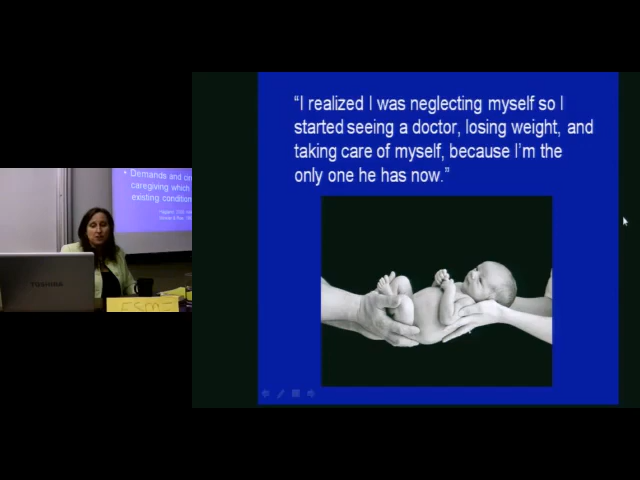 “I realized I was neglecting myself so I
started seeing a doctor, losing weight, and
taking care of myself, because I’m the
only one he has now.”
• Demands and
caregiving which
existing condition
TOSHIBA